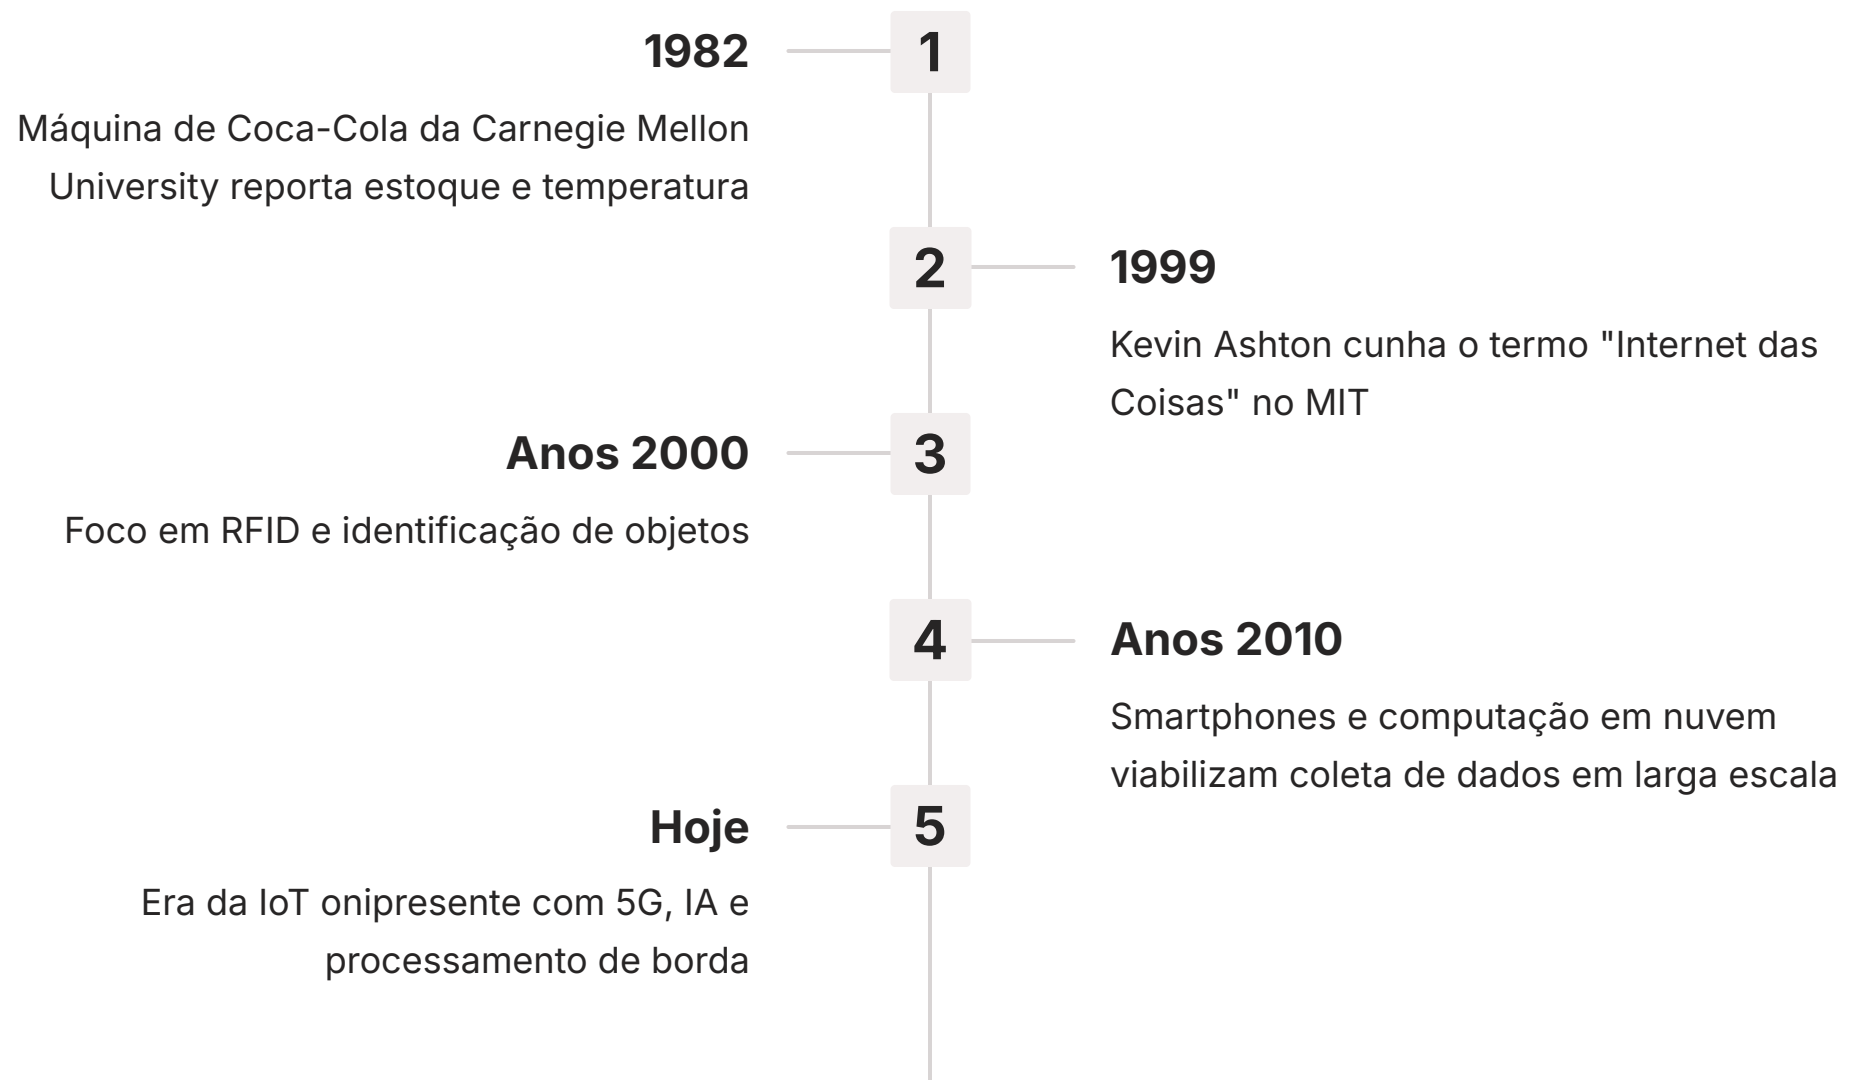 1
1982
Máquina de Coca-Cola da Carnegie Mellon
University reporta estoque e temperatura
2
1999
Kevin Ashton cunha o termo "Internet das
Coisas" no MIT
3
Anos 2000
Foco em RFID e identificação de objetos
4
Anos 2010
Smartphones e computação em nuvem
viabilizam coleta de dados em larga escala
5
Hoje
Era da IoT onipresente com 5G, IA e
processamento de borda